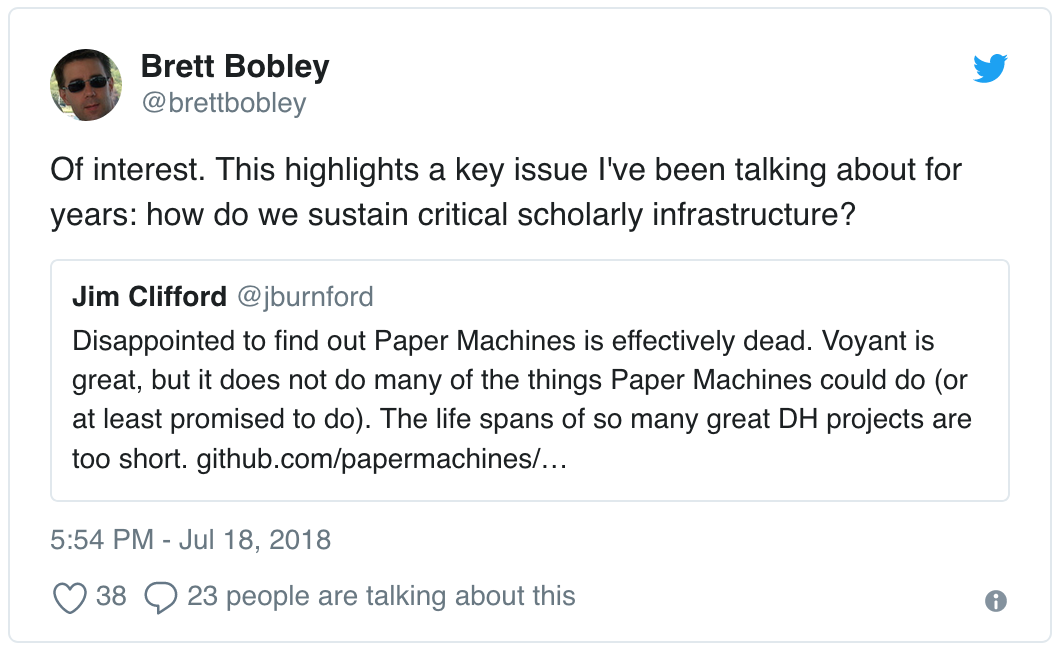 Brett Bobley
@brettbobley
Of interest. This highlights a key issue I've been talking about for
years: how do we sustain critical scholarly infrastructure?
Jim Clifford @jburnford
Disappointed to find out Paper Machines is effectively dead. Voyant is
great, but it does not do many of the things Paper Machines could do (or
at least promised to do). The life spans of so many great DH projects are
too short. github.com/papermachines/…
5:54 PM - Jul 18, 2018
38 23 people are talking about this